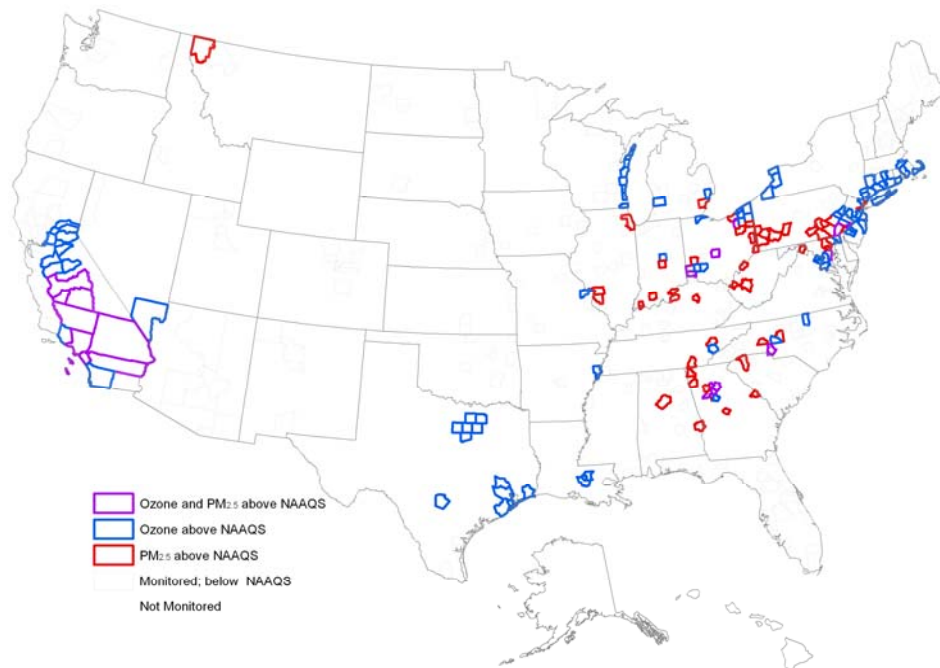 Ozone and PM2.5 above NAAQS
Ozone above NAAQS
PM2.5 above NAAQS
Monitored; below NAAQS
Not Monitored